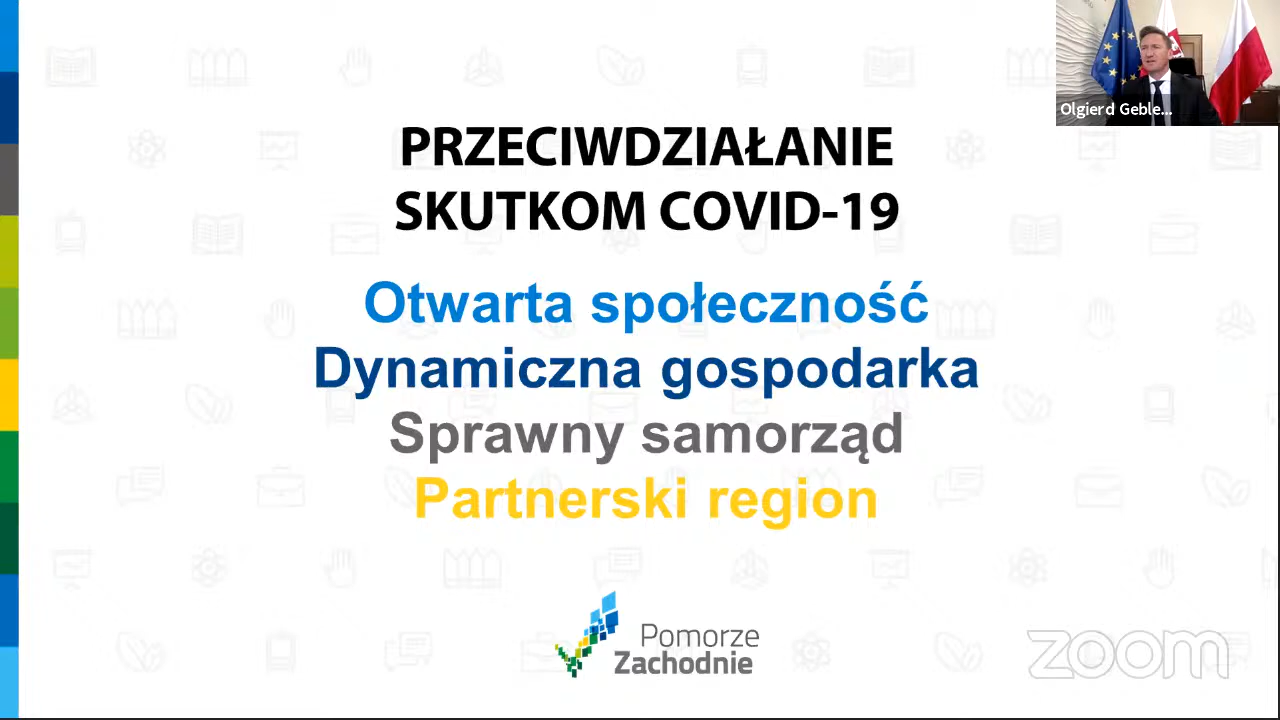 Olgierd Geble...
PRZECIWDZIAŁANIE
SKUTKOM COVID-19
Otwarta społeczność
Dynamiczna gospodarka
Sprawny samorząd
Partnerski region
Pomorze
Zachodnie
zoom